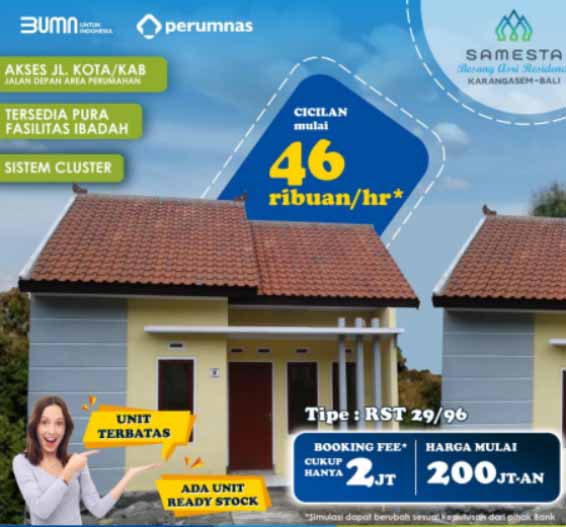 BUMN UNTUK
INDONESIA
perumnas
SAMESTA
Besang Asri Residence
KARANGASEM-BALI
AKSES JL. KOTA/KAB
JALAN DEPAN AREA PERUMAHAN
TERSEDIA PURA
FASILITAS IBADAH
SISTEM CLUSTER
CICILAN
mulai
46
ribuan/hr*
UNIT
TERBATAS
ADA UNIT
READY STOCK
Tipe : RST 29/96
BOOKING FEE*
CUKUP
HANYA 2JT
HARGA MULAI
200JT-AN
*Simulasi dapat berubah sesuai keputusan dari pihak Bank